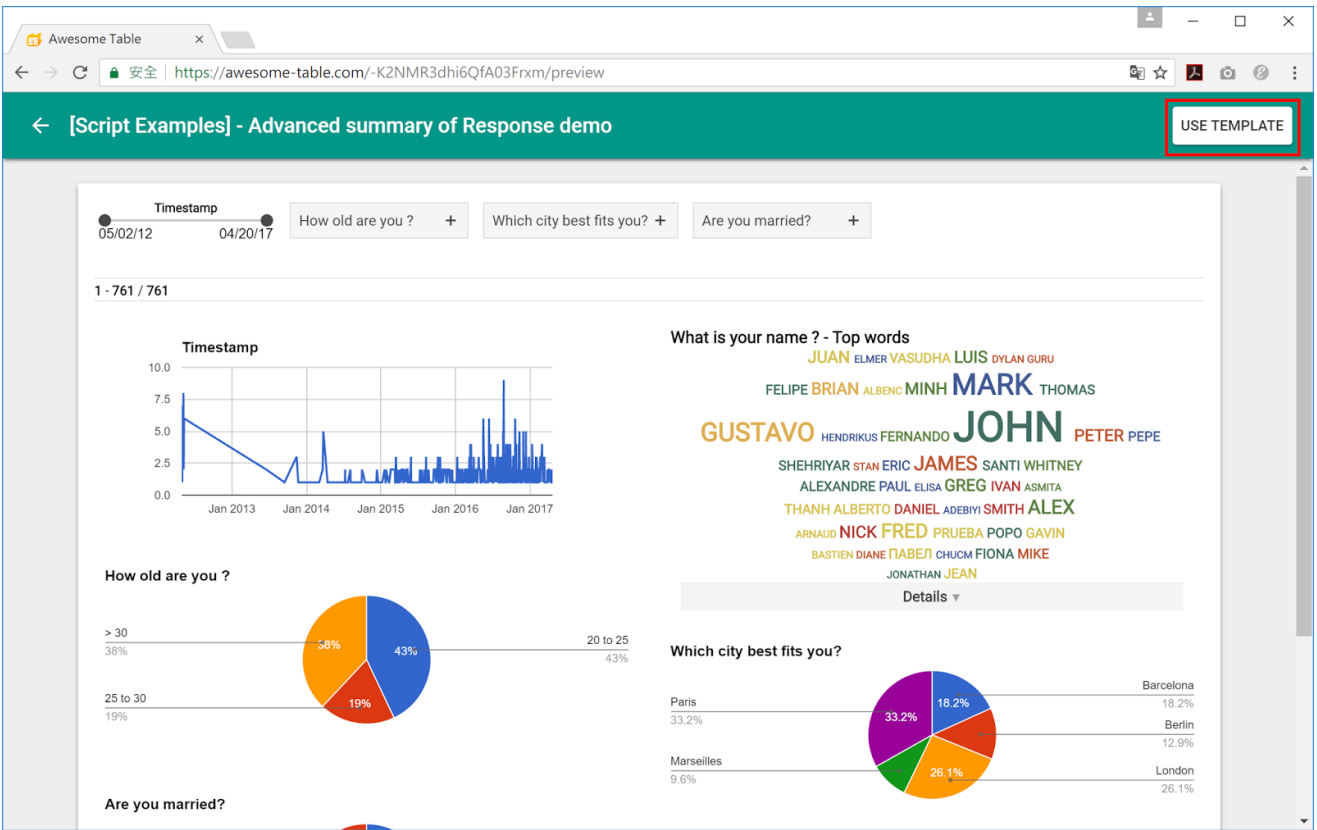 Awesome Table
安全 https://awesome-table.com/-K2NMR3dhi6QfA03Frxm/preview
[Script Examples] - Advanced summary of Response demo
USE TEMPLATE
Timestamp
05/02/12 04/20/17
How old are you ? +
Which city best fits you? +
Are you married? +
1 - 761 / 761
Timestamp
10.0
7.5
5.0
2.5
0.0
Jan 2013 Jan 2014 Jan 2015 Jan 2016 Jan 2017
What is your name ? - Top words
JUAN ELMER VASUDHA LUIS DYLAN GURU
FELIPE BRIAN ALBENC MINH MARK THOMAS
GUSTAVO HENDRIKUS FERNANDO JOHN PETER PEPE
SHEHRIYAR STAN ERIC JAMES SANTI WHITNEY
ALEXANDRE PAUL ELISA GREG IVAN ASMITA
THANH ALBERTO DANIEL ADEBIYI SMITH ALEX
ARNAUD NICK FRED PRUEBA POPO GAVIN
BASTIEN DIANE ПАВЕЛ CHUCM FIONA MIKE
JONATHAN JEAN
Details ▼
How old are you ?
> 30
38%
25 to 30
19%
38%
43%
19%
20 to 25
43%
Which city best fits you?
Paris
33.2%
Marseilles
9.6%
33.2%
18.2%
26.1%
Barcelona
18.2%
Berlin
12.9%
London
26.1%
Are you married?